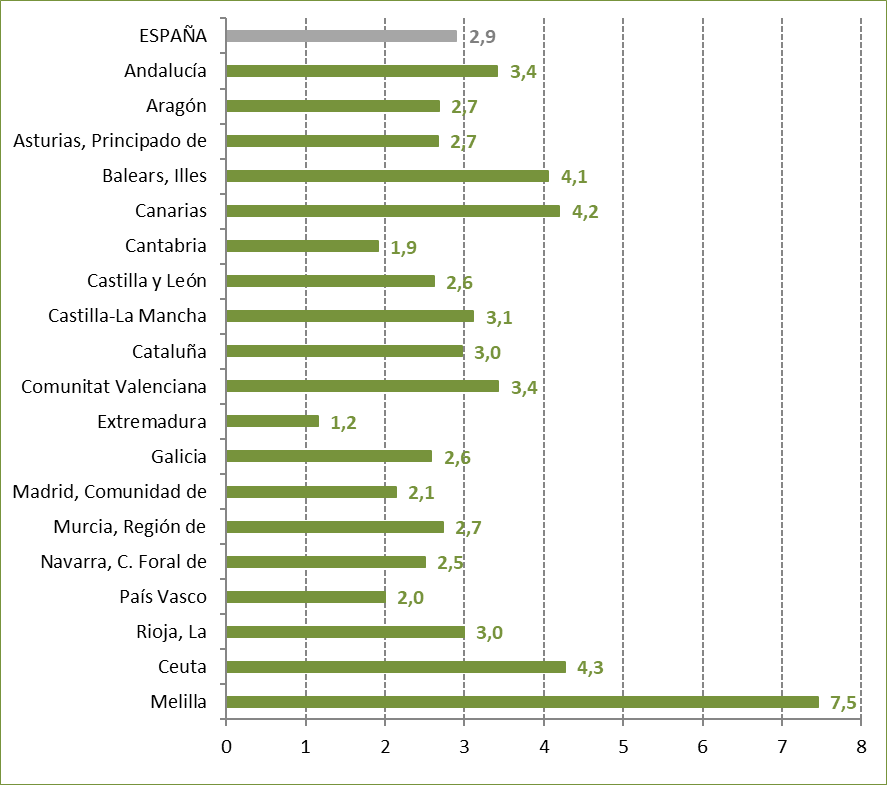 ESPAÑA 2,9
Andalucía 3,4
Aragón 2,7
Asturias, Principado de 2,7
Balears, Illes 4,1
Canarias 4,2
Cantabria 1,9
Castilla y León 2,6
Castilla-La Mancha 3,1
Cataluña 3,0
Comunitat Valenciana 3,4
Extremadura 1,2
Galicia 2,6
Madrid, Comunidad de 2,1
Murcia, Región de 2,7
Navarra, C. Foral de 2,5
País Vasco 2,0
Rioja, La 3,0
Ceuta 4,3
Melilla 7,5
0 1 2 3 4 5 6 7 8